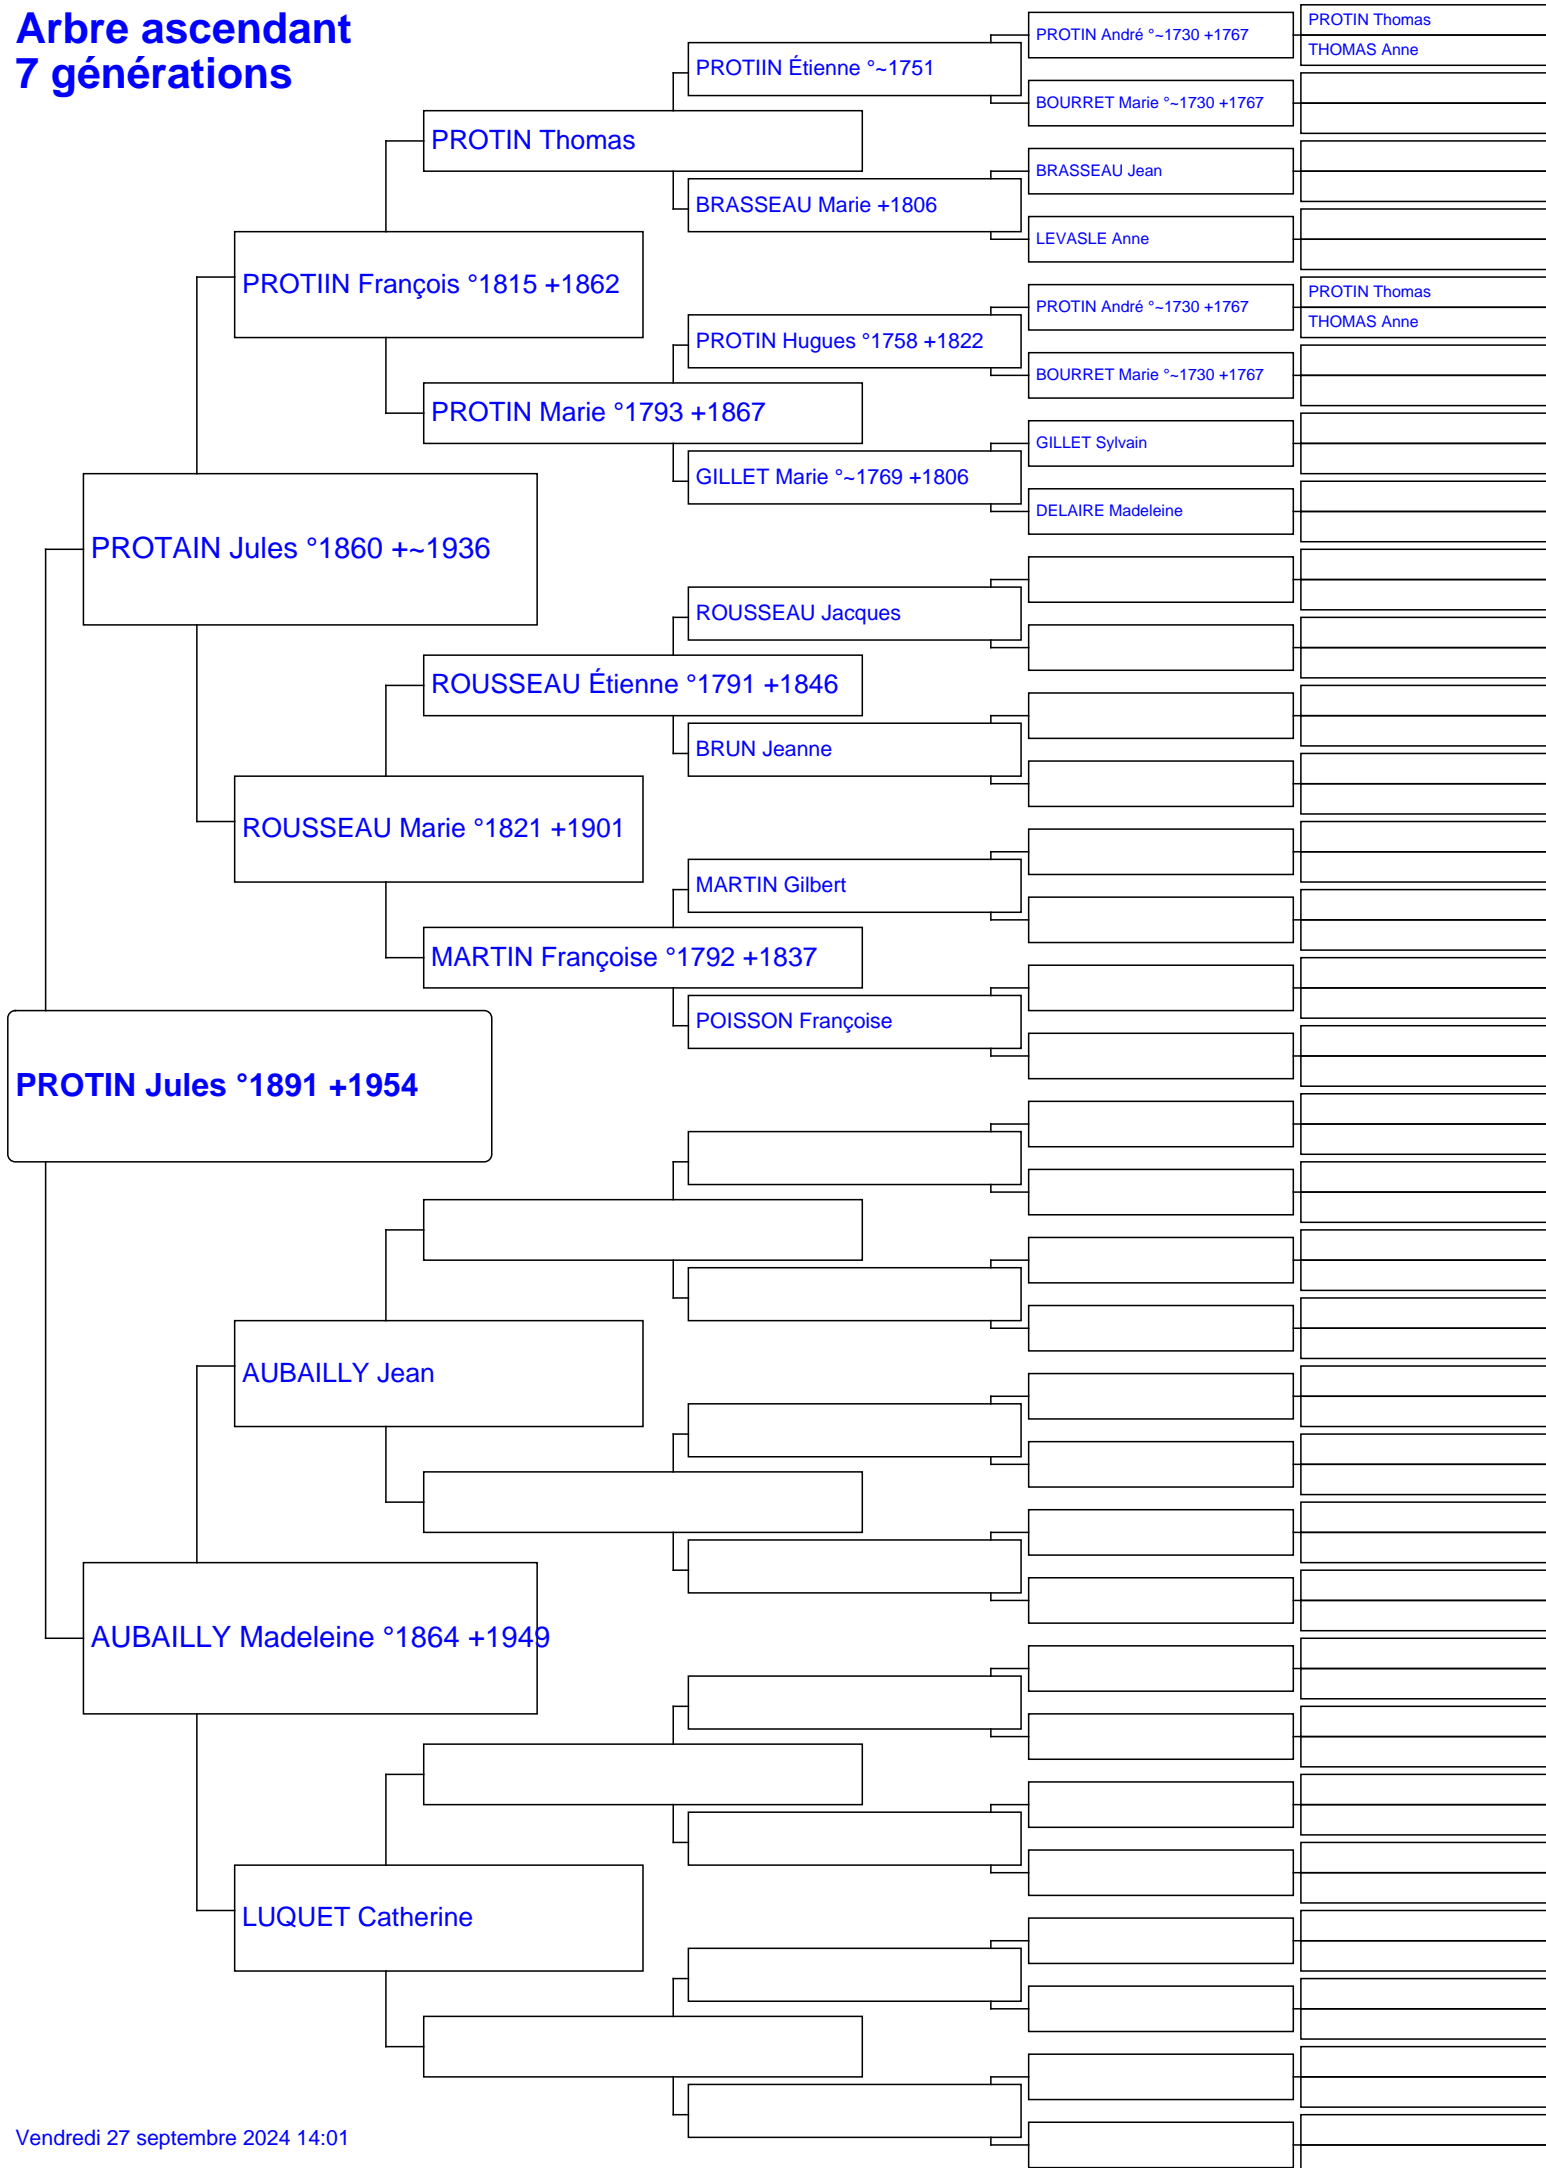 Arbre ascendant
7 générations
PROTIN Jules °1891 +1954
PROTAIN Jules °1860 +~1936
AUBAILLY Madeleine °1864 +1949
PROTIIN François °1815 +1862
ROUSSEAU Marie °1821 +1901
AUBAILLY Jean
LUQUET Catherine
PROTIN Thomas
PROTIN Marie °1793 +1867
ROUSSEAU Étienne °1791 +1846
MARTIN Françoise °1792 +1837
PROTIIN Étienne °~1751
BRASSEAU Marie +1806
PROTIN Hugues °1758 +1822
GILLET Marie °~1769 +1806
ROUSSEAU Jacques
BRUN Jeanne
MARTIN Gilbert
POISSON Françoise
PROTIN André °~1730 +1767
BOURRET Marie °~1730 +1767
BRASSEAU Jean
LEVASLE Anne
PROTIN André °~1730 +1767
BOURRET Marie °~1730 +1767
GILLET Sylvain
DELAIRE Madeleine
PROTIN Thomas
THOMAS Anne
PROTIN Thomas
THOMAS Anne
Vendredi 27 septembre 2024 14:01